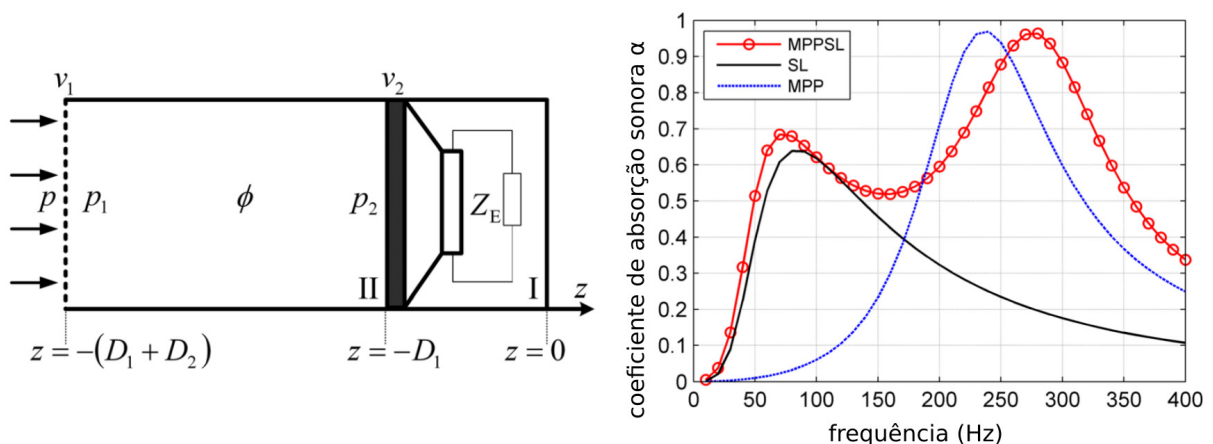 v₁
v₂
p
p₁
ϕ
p₂
Z_E
II
I
z
z = −(D₁ + D₂)
z = −D₁
z = 0
coeficiente de absorção sonora α
1
0.9
0.8
0.7
0.6
0.5
0.4
0.3
0.2
0.1
0
MPPSL
SL
MPP
0 50 100 150 200 250 300 350 400
frequência (Hz)